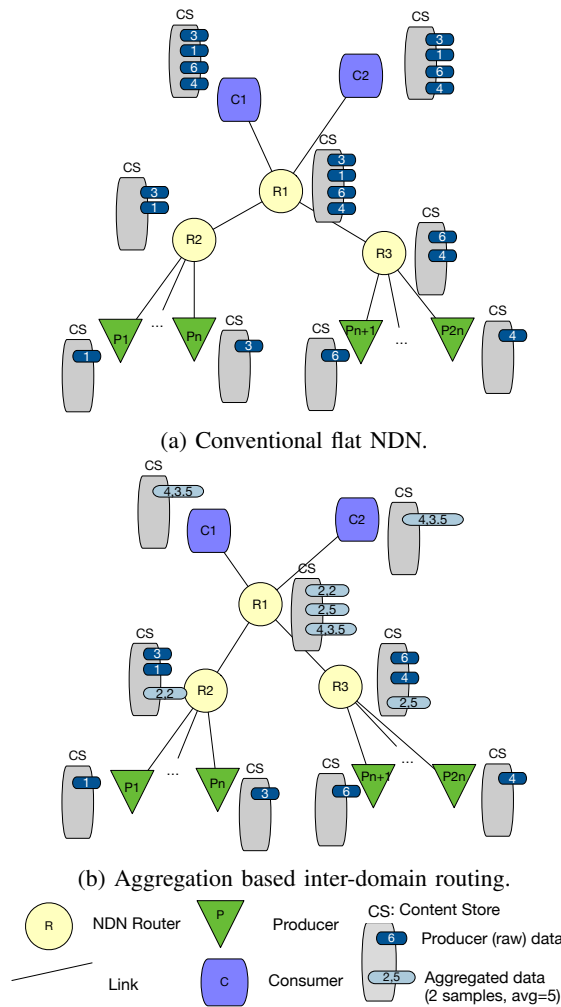 CS
3
1
6
4
C1
C2
CS
3
1
6
4
CS
3
1
6
4
R1
CS
3
1
R2
R3
CS
6
4
...
...
CS
1
P1
Pn
CS
3
CS
6
Pn+1
P2n
CS
4
(a) Conventional flat NDN.
CS
4,3.5
C1
C2
CS
4,3.5
CS
2,2
2,5
4,3.5
R1
CS
3
1
2,2
R2
R3
CS
6
4
2,5
...
...
CS
1
P1
Pn
CS
3
CS
6
Pn+1
P2n
CS
4
(b) Aggregation based inter-domain routing.
R
NDN Router
P
Producer
CS: Content Store
6
Producer (raw) data
Link
C
Consumer
2,5
Aggregated data
(2 samples, avg=5)